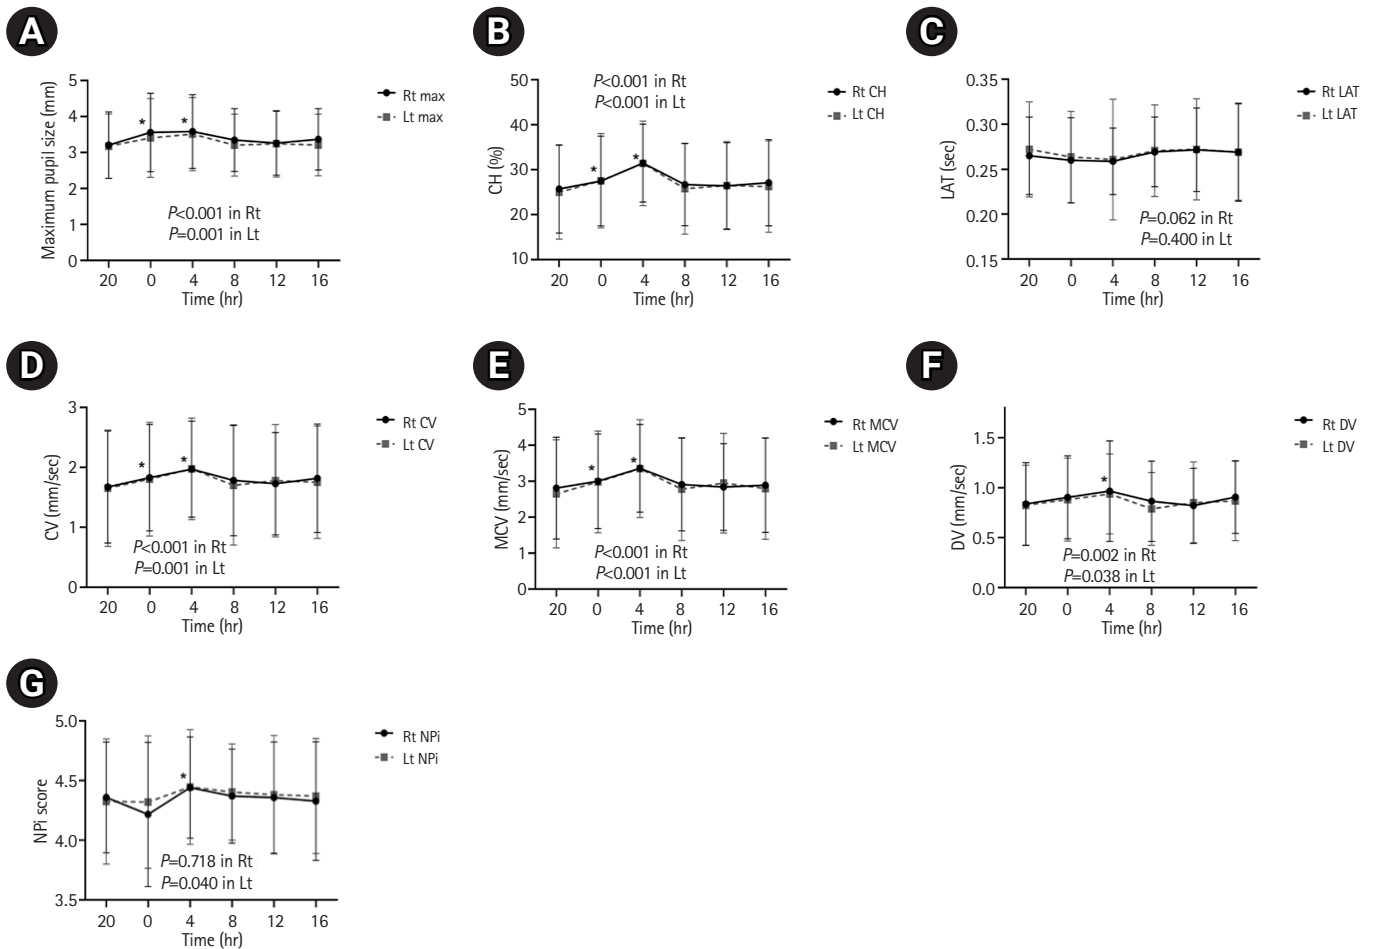 A
Maximum pupil size (mm)
5
4
3
2
1
0
*
*
P<0.001 in Rt
P=0.001 in Lt
20 0 4 8 12 16
Time (hr)
Rt max
Lt max
B
CH (%)
50
40
30
20
10
P<0.001 in Rt
P<0.001 in Lt
*
*
20 0 4 8 12 16
Time (hr)
Rt CH
Lt CH
C
LAT (sec)
0.35
0.30
0.25
0.20
0.15
P=0.062 in Rt
P=0.400 in Lt
20 0 4 8 12 16
Time (hr)
Rt LAT
Lt LAT
D
CV (mm/sec)
3
2
1
0
*
*
P<0.001 in Rt
P=0.001 in Lt
20 0 4 8 12 16
Time (hr)
Rt CV
Lt CV
E
MCV (mm/sec)
5
4
3
2
1
0
*
*
P<0.001 in Rt
P<0.001 in Lt
20 0 4 8 12 16
Time (hr)
Rt MCV
Lt MCV
F
DV (mm/sec)
1.5
1.0
0.5
0.0
*
P=0.002 in Rt
P=0.038 in Lt
20 0 4 8 12 16
Time (hr)
Rt DV
Lt DV
G
NPi score
5.0
4.5
4.0
3.5
*
P=0.718 in Rt
P=0.040 in Lt
20 0 4 8 12 16
Time (hr)
Rt NPi
Lt NPi